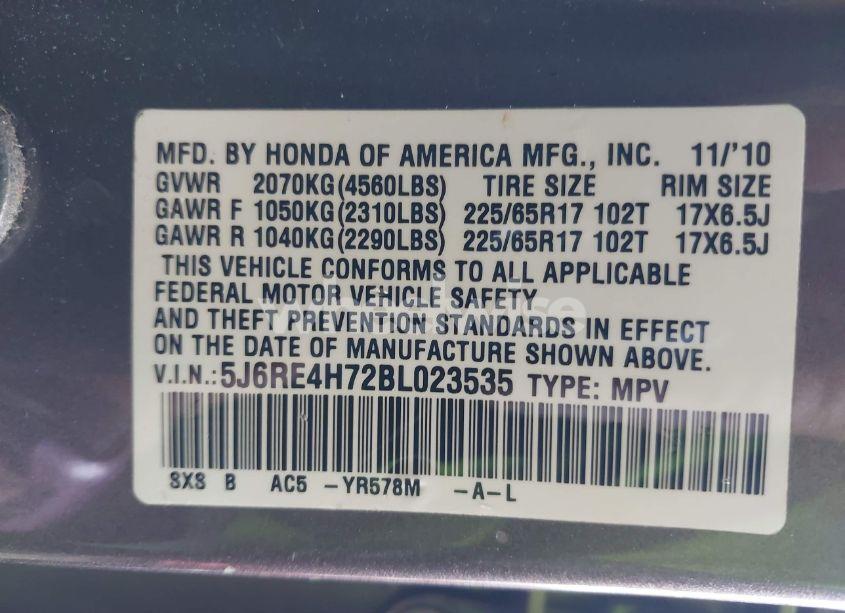 MFD. BY HONDA OF AMERICA MFG., INC. 11/'10
GVWR 2070KG(4560LBS) TIRE SIZE RIM SIZE
GAWR F 1050KG(2310LBS) 225/65R17 102T 17X6.5J
GAWR R 1040KG(2290LBS) 225/65R17 102T 17X6.5J
THIS VEHICLE CONFORMS TO ALL APPLICABLE
FEDERAL MOTOR VEHICLE SAFETY
AND THEFT PREVENTION STANDARDS IN EFFECT
ON THE DATE OF MANUFACTURE SHOWN ABOVE.
V.I.N.:5J6RE4H72BL023535 TYPE: MPV
SXS B AC5 -YR578M -A-L